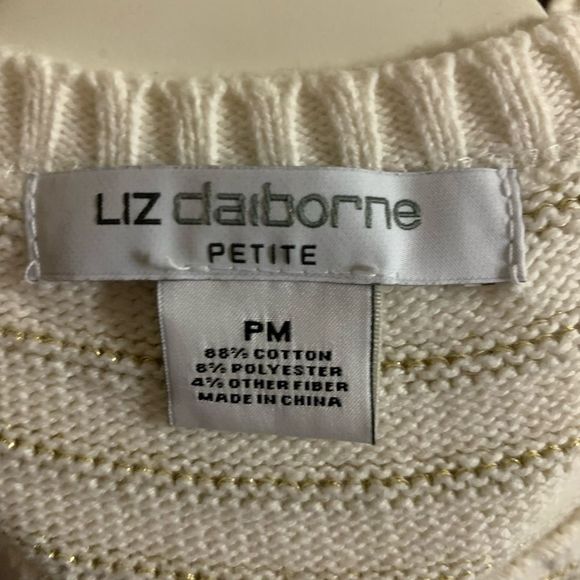 LIZ claiborne
PETITE
PM
88% COTTON
8% POLYESTER
4% OTHER FIBER
MADE IN CHINA